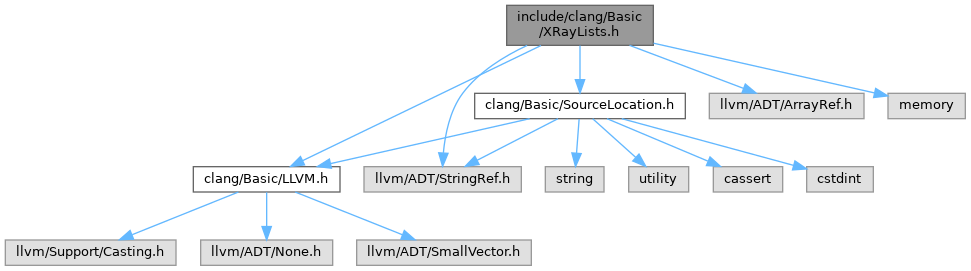 include/clang/Basic
/XRayLists.h
clang/Basic/SourceLocation.h
llvm/ADT/ArrayRef.h
memory
clang/Basic/LLVM.h
llvm/ADT/StringRef.h
string
utility
cassert
cstdint
llvm/Support/Casting.h
llvm/ADT/None.h
llvm/ADT/SmallVector.h